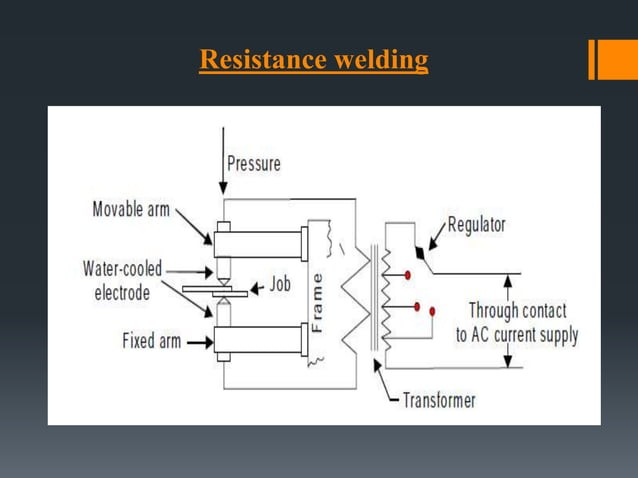 Resistance welding
Pressure
Movable arm
Regulator
Water-cooled
electrode
Job
Frame
Through contact
to AC current supply
Fixed arm
Transformer